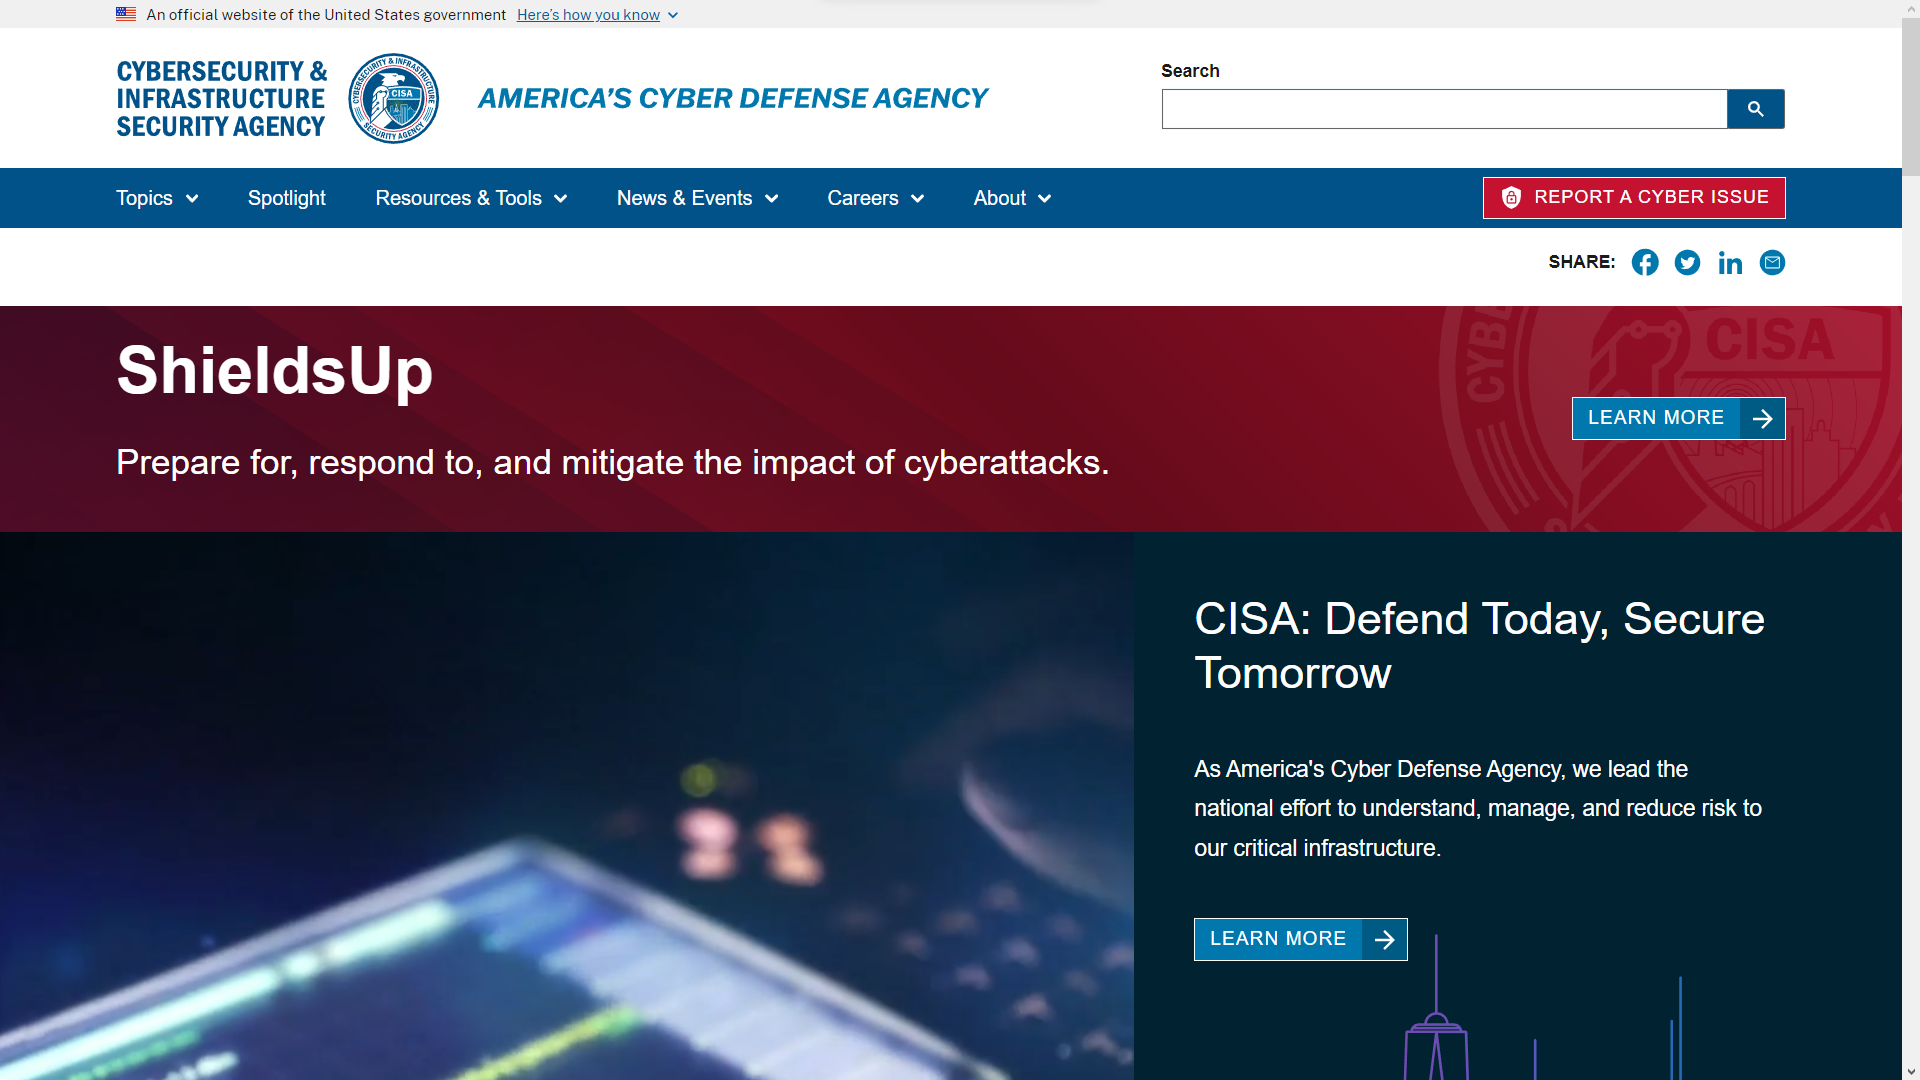 An official website of the United States government Here’s how you know
CYBERSECURITY &
INFRASTRUCTURE
SECURITY AGENCY
CYBERSECURITY & INFRASTRUCTURE
CISA
SECURITY AGENCY
AMERICA’S CYBER DEFENSE AGENCY
Search
Topics
Spotlight
Resources & Tools
News & Events
Careers
About
REPORT A CYBER ISSUE
SHARE:
ShieldsUp
Prepare for, respond to, and mitigate the impact of cyberattacks.
CYBE
CISA
LEARN MORE
CISA: Defend Today, Secure
Tomorrow
As America's Cyber Defense Agency, we lead the
national effort to understand, manage, and reduce risk to
our critical infrastructure.
LEARN MORE